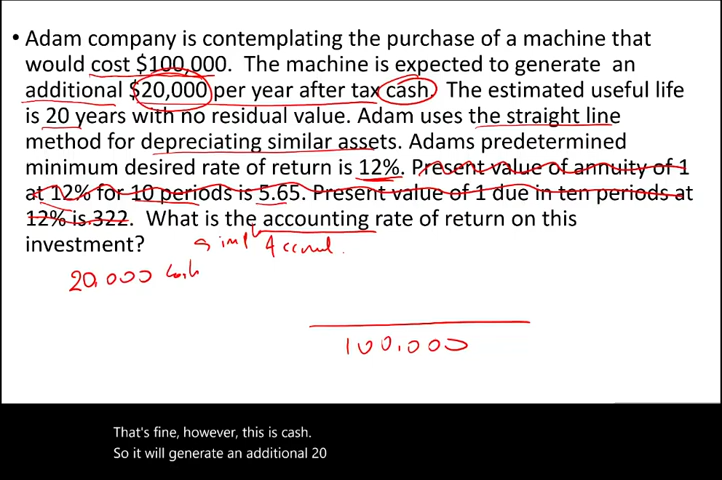 • Adam company is contemplating the purchase of a machine that
would cost $100,000. The machine is expected to generate an
additional $20,000 per year after tax cash. The estimated useful life
is 20 years with no residual value. Adam uses the straight line
method for depreciating similar assets. Adams predetermined
minimum desired rate of return is 12%. Present value of annuity of 1
at 12% for 10 periods is 5.65. Present value of 1 due in ten periods at
12% is .322. What is the accounting rate of return on this
investment?
20,000 cash
100,000
That's fine, however, this is cash.
So it will generate an additional 20